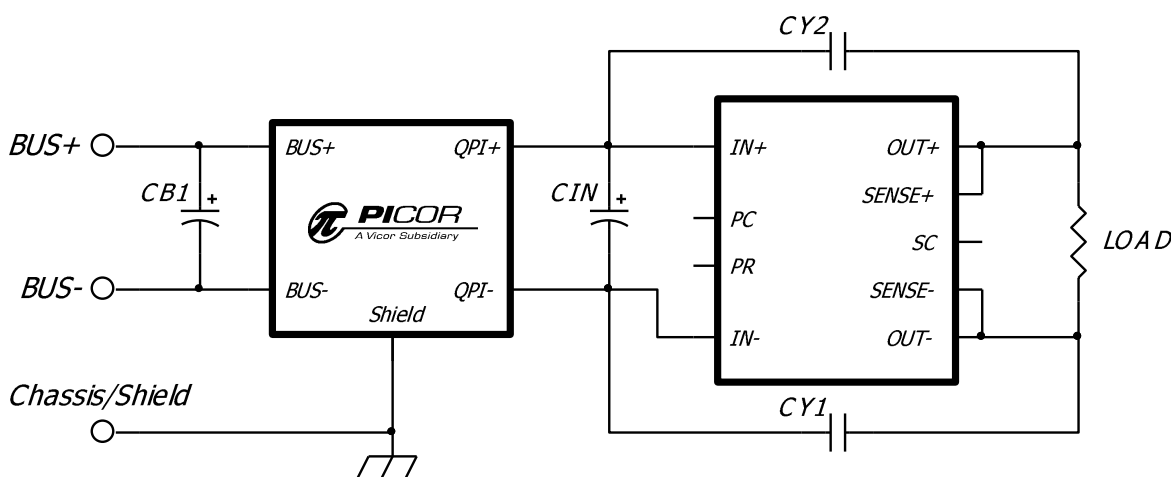 CY2
BUS+
BUS+
QPI+
IN+
OUT+
CB1
+
CIN
+
SENSE+
π PICOR
A Vicor Subsidiary
PC
SC
LOAD
PR
BUS-
BUS-
QPI-
SENSE-
Shield
IN-
OUT-
Chassis/Shield
CY1